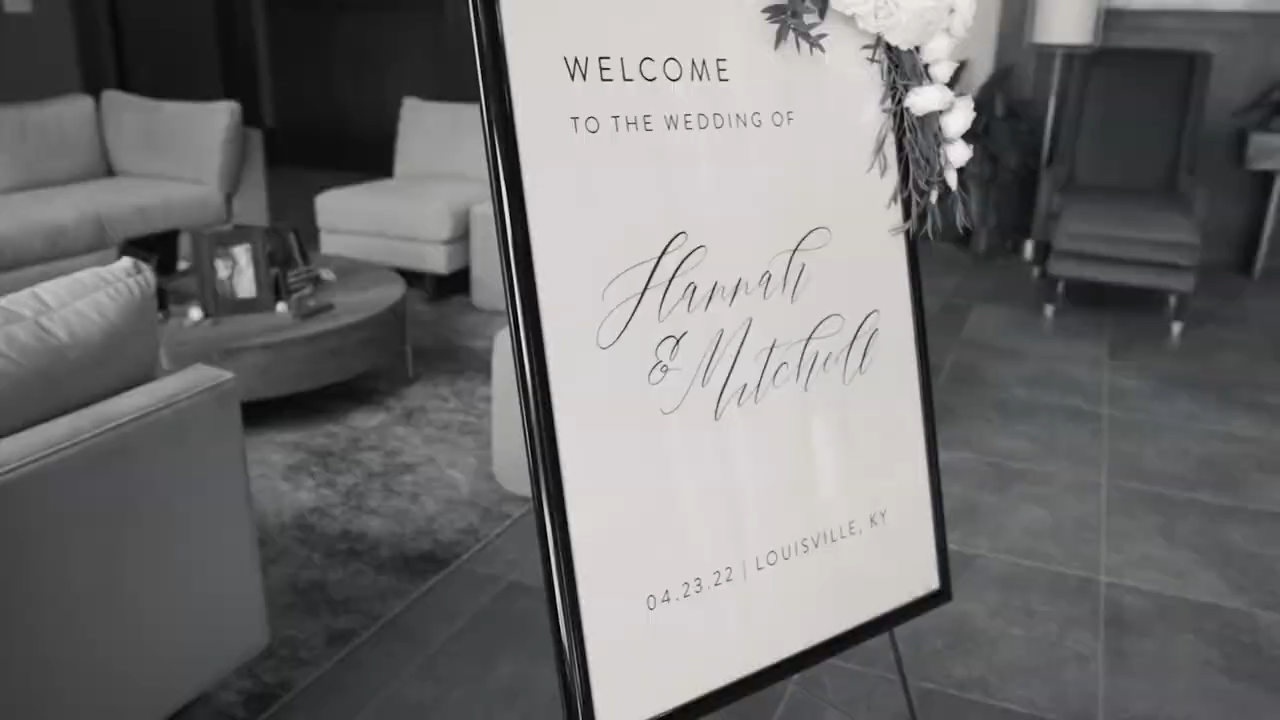 WELCOME
TO THE WEDDING OF
Hannah
& Mitchell
04.23.22 | LOUISVILLE, KY